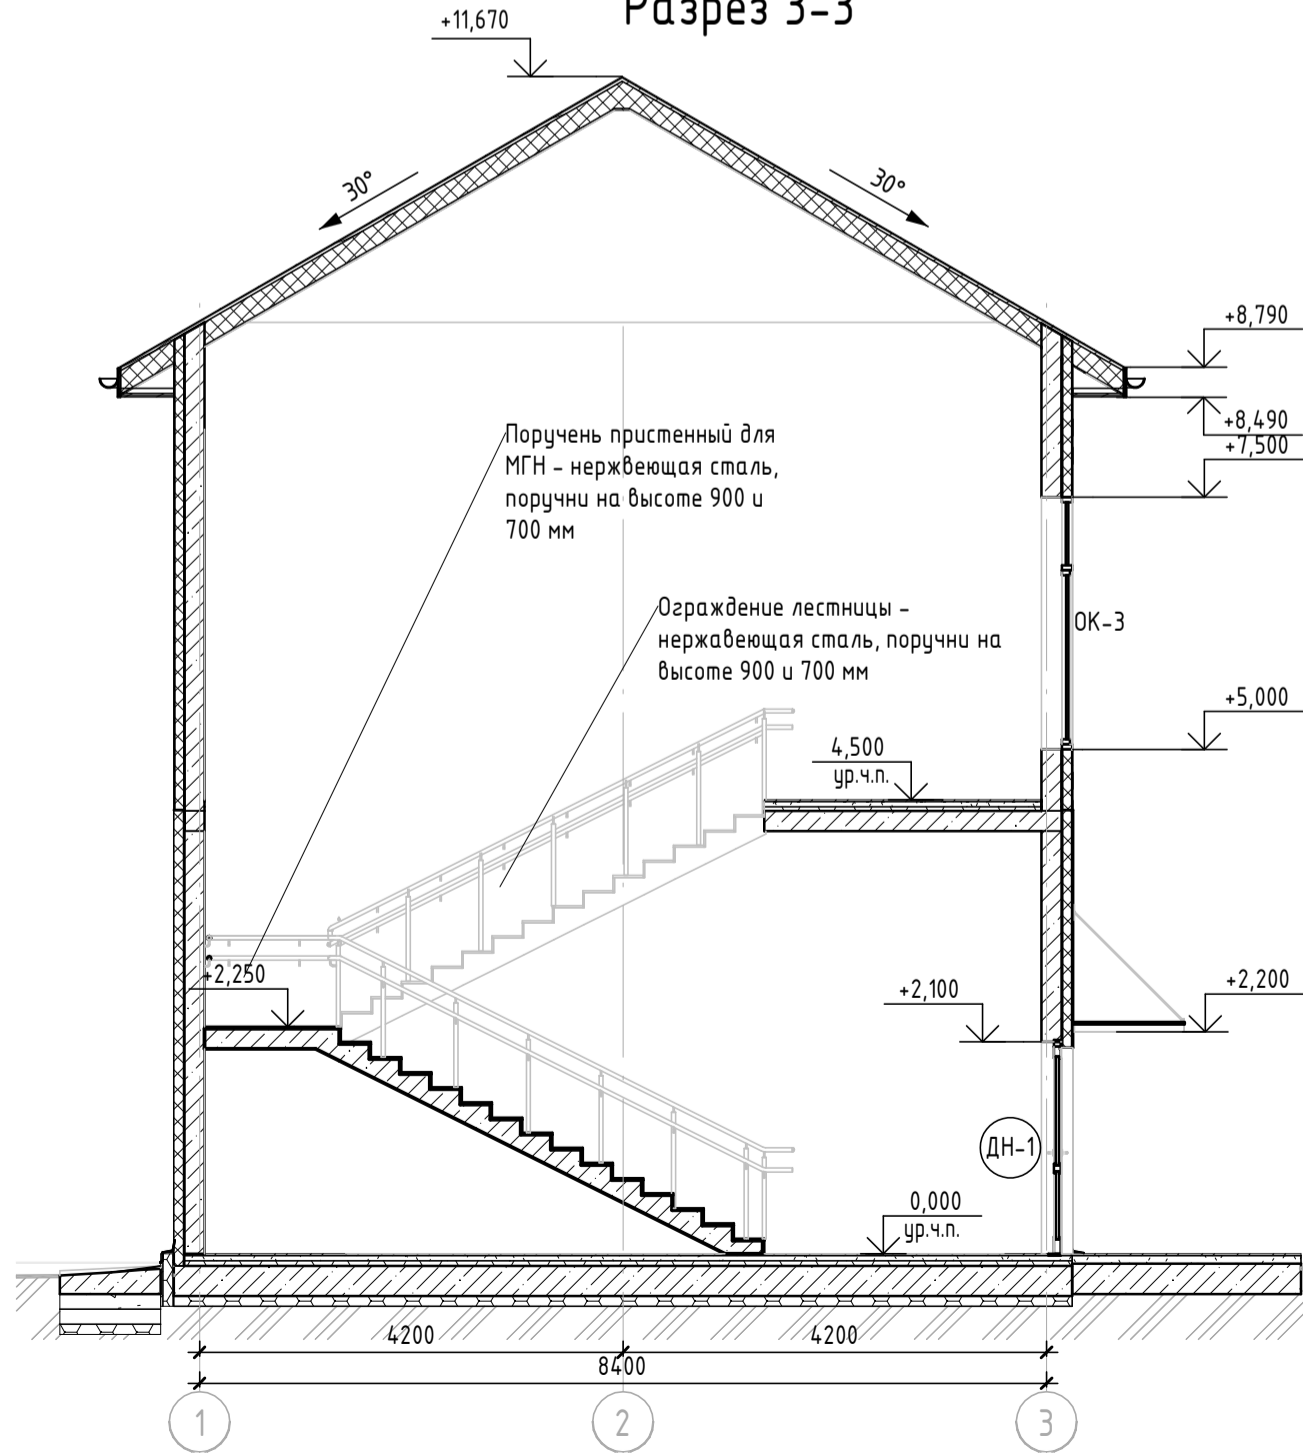 Разрез 3-3
+11,670
30°
30°
+8,790
+8,490
+7,500
Поручень пристенный для
МГН - нержвеющая сталь,
поручни на высоте 900 и
700 мм
Ограждение лестницы -
нержавеющая сталь, поручни на
высоте 900 и 700 мм
ОК-3
+5,000
4,500
ур.ч.п.
+2,250
+2,100
+2,200
ДН-1
0,000
ур.ч.п.
4200
4200
8400
1
2
3